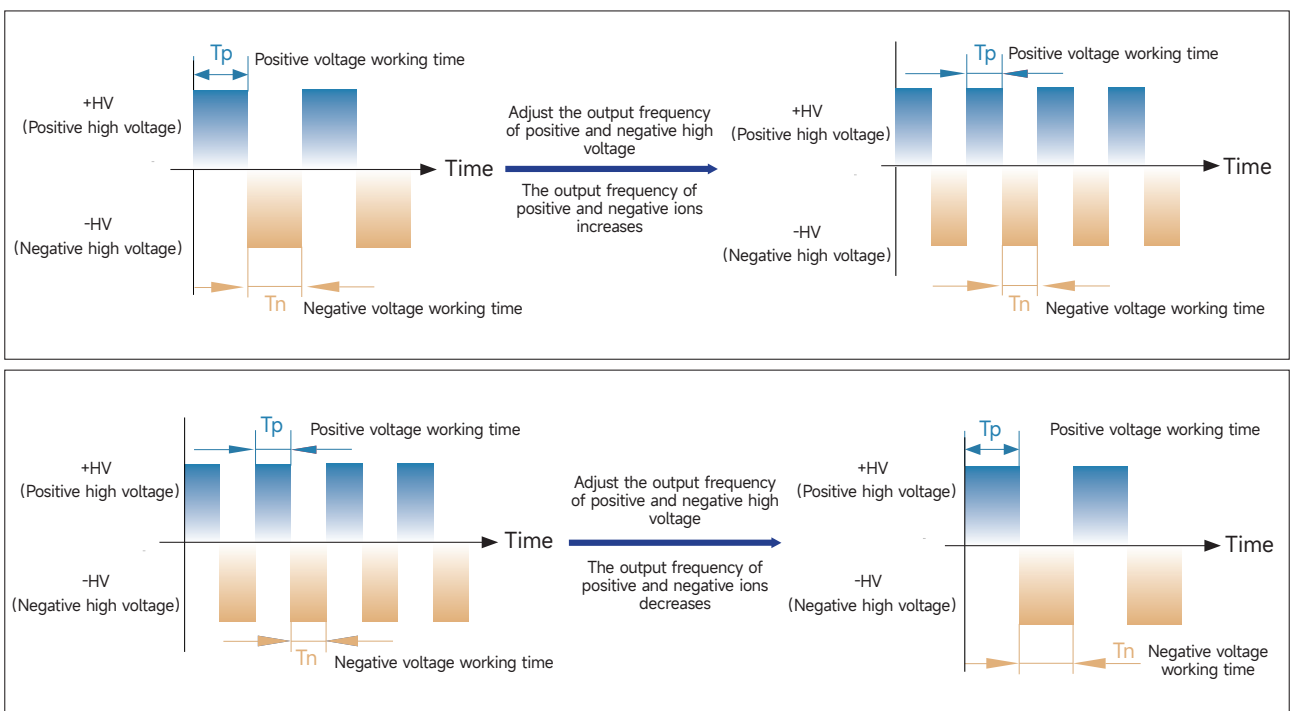 Tp
Positive voltage working time
+HV
(Positive high voltage)
Time
-HV
(Negative high voltage)
Tn
Negative voltage working time
Adjust the output frequency
of positive and negative high
voltage
The output frequency of
positive and negative ions
increases
Tp
Positive voltage working time
+HV
(Positive high voltage)
Time
-HV
(Negative high voltage)
Tn
Negative voltage working time
Tp
Positive voltage working time
+HV
(Positive high voltage)
Time
-HV
(Negative high voltage)
Tn
Negative voltage working time
Adjust the output frequency
of positive and negative high
voltage
The output frequency of
positive and negative ions
decreases
Tp
Positive voltage working time
+HV
(Positive high voltage)
Time
-HV
(Negative high voltage)
Tn
Negative voltage
working time